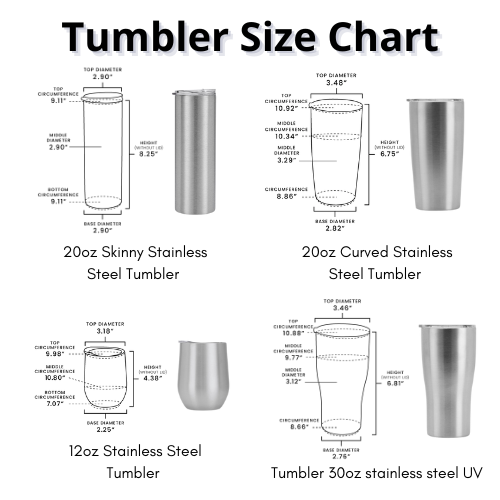 Tumbler Size Chart
TOP DIAMETER
2.90"
TOP
CIRCUMFERENCE
9.11"
MIDDLE
DIAMETER
2.90"
HEIGHT
(WITHOUT LID)
8.25"
BOTTOM
CIRCUMFERENCE
9.11"
BASE DIAMETER
2.90"
20oz Skinny Stainless
Steel Tumbler
TOP DIAMETER
3.48"
TOP
CIRCUMFERENCE
10.92"
MIDDLE
CIRCUMFERENCE
10.34"
MIDDLE
DIAMETER
3.29"
HEIGHT
(WITHOUT LID)
6.75"
CIRCUMFERENCE
8.86"
BASE DIAMETER
2.82"
20oz Curved Stainless
Steel Tumbler
TOP DIAMETER
3.18"
TOP
CIRCUMFERENCE
9.98"
MIDDLE
CIRCUMFERENCE
10.80"
BOTTOM
CIRCUMFERENCE
7.07"
HEIGHT
(WITHOUT LID)
4.38"
BASE DIAMETER
2.25"
12oz Stainless Steel
Tumbler
TOP DIAMETER
3.46"
TOP
CIRCUMFERENCE
10.88"
MIDDLE
CIRCUMFERENCE
9.77"
MIDDLE
DIAMETER
3.12"
HEIGHT
(WITHOUT LID)
6.81"
CIRCUMFERENCE
8.66"
BASE DIAMETER
2.76"
Tumbler 30oz stainless steel UV